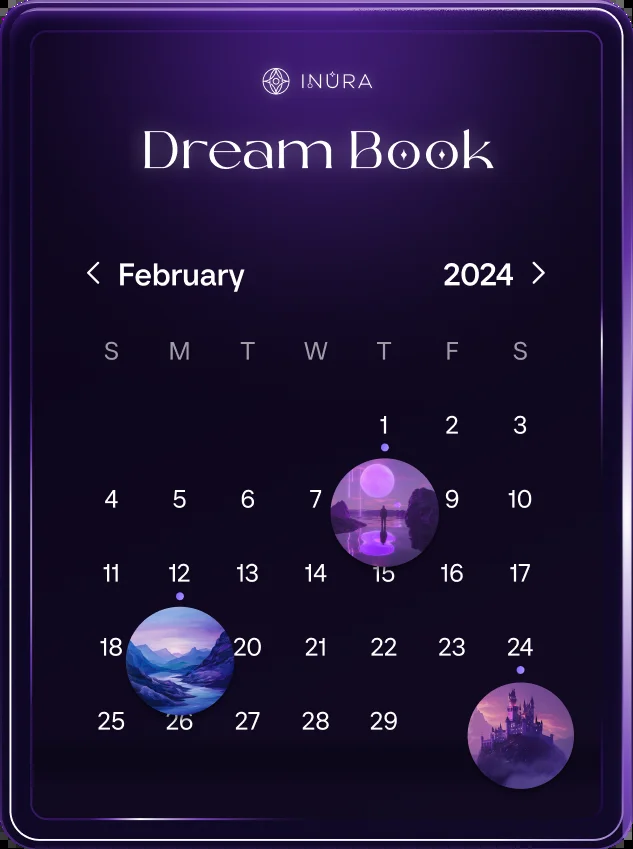 INURA
Dream Book
February 2024
S M T W T F S
1 2 3
4 5 6 7 9 10
11 12 13 14 15 16 17
18 20 21 22 23 24
25 26 27 28 29